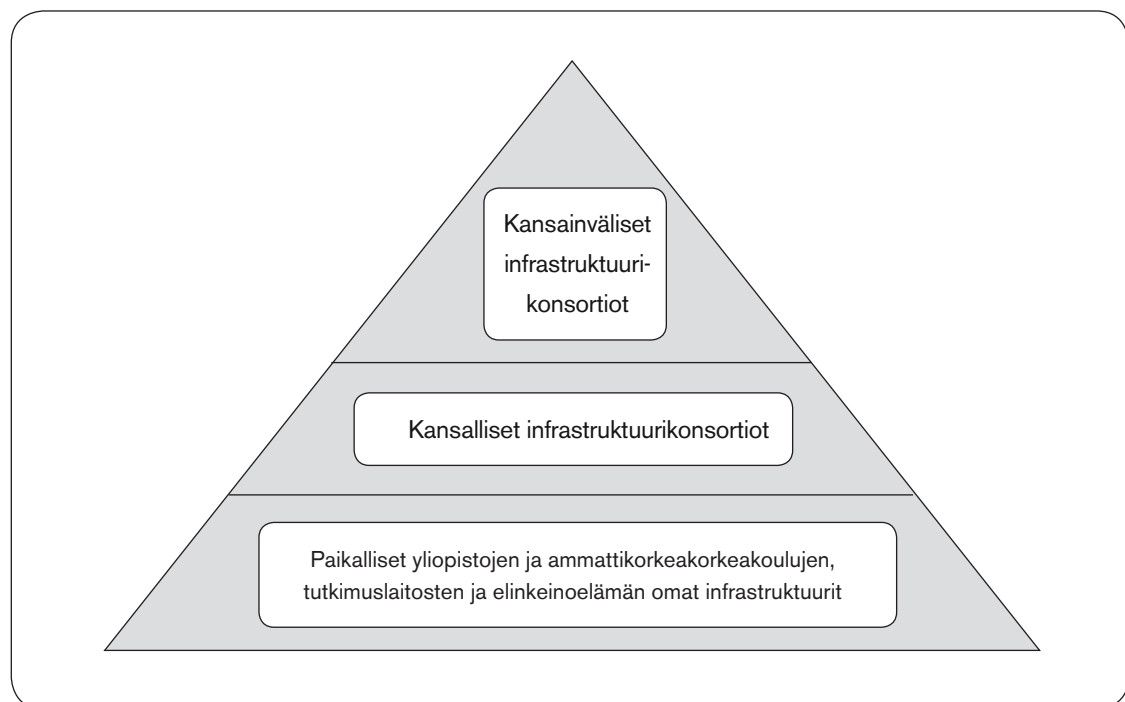 Kansainväliset
infrastruktuuri-
konsortiot
Kansalliset infrastruktuurikonsortiot
Paikalliset yliopistojen ja ammattikorkeakorkeakoulujen,
tutkimuslaitosten ja elinkeinoelämän omat infrastruktuurit